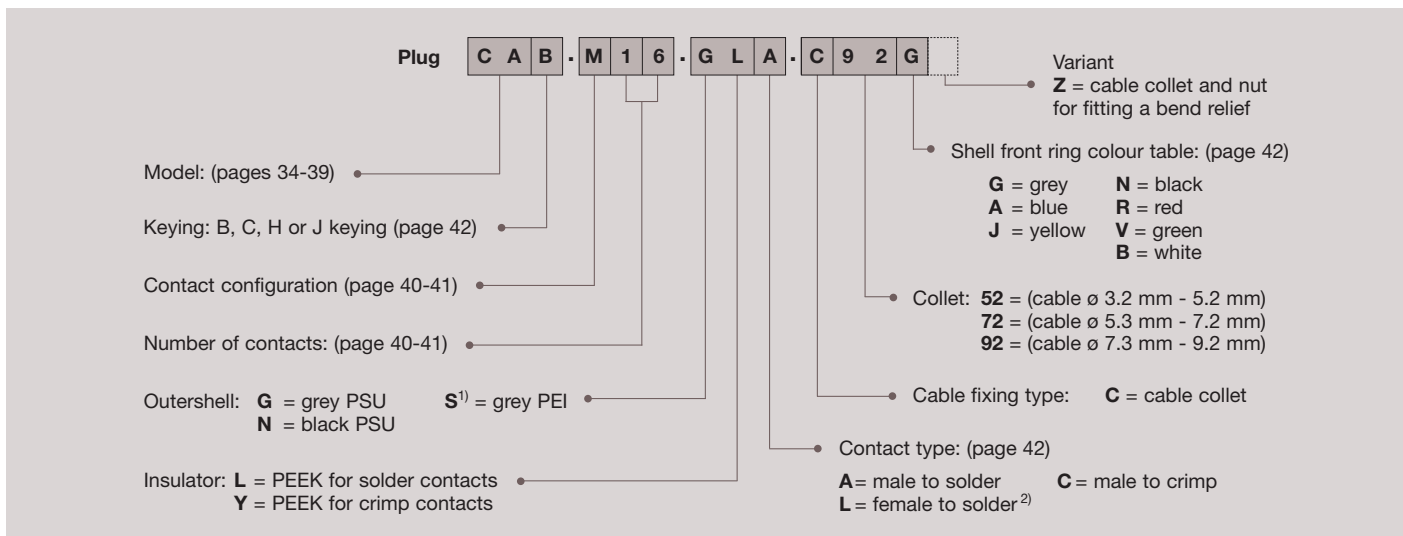 Plug C A B . M 1 6 . G L A . C 9 2 G
Variant
Z = cable collet and nut
for fitting a bend relief
Shell front ring colour table: (page 42)
G = grey N = black
A = blue R = red
J = yellow V = green
B = white
Model: (pages 34-39)
Keying: B, C, H or J keying (page 42)
Contact configuration (page 40-41)
Collet: 52 = (cable ø 3.2 mm - 5.2 mm)
72 = (cable ø 5.3 mm - 7.2 mm)
92 = (cable ø 7.3 mm - 9.2 mm)
Number of contacts: (page 40-41)
Outershell: G = grey PSU S1) = grey PEI
N = black PSU
Cable fixing type: C = cable collet
Contact type: (page 42)
A = male to solder C = male to crimp
L = female to solder 2)
Insulator: L = PEEK for solder contacts
Y = PEEK for crimp contacts